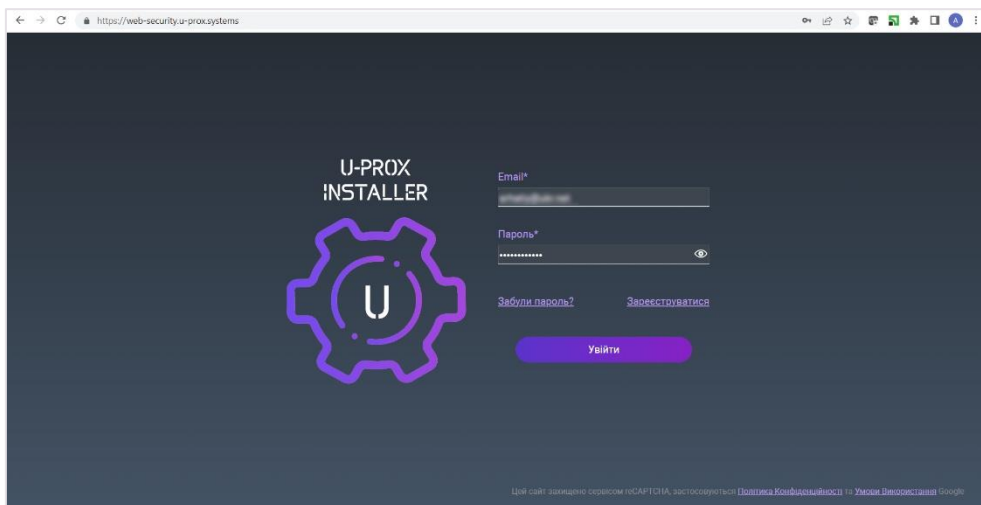 https://web-security.u-prox.systems
A
U-PROX
INSTALLER
U
Email*
Пароль*
Забули пароль? Зареєструватися
Увійти
Цей сайт захищено сервісом reCAPTCHA, застосовуються Політика Конфіденційності та Умови Використання Google